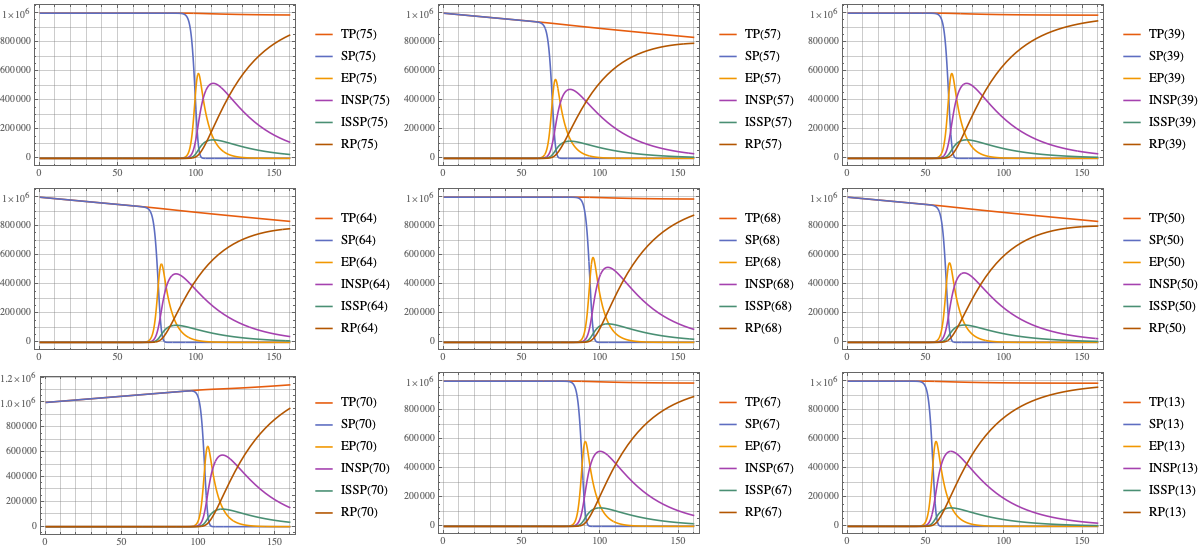 1.×10⁶
800000
600000
400000
200000
0
0 50 100 150
TP(75)
SP(75)
EP(75)
INSP(75)
ISSP(75)
RP(75)
1.×10⁶
800000
600000
400000
200000
0
0 50 100 150
TP(57)
SP(57)
EP(57)
INSP(57)
ISSP(57)
RP(57)
1.×10⁶
800000
600000
400000
200000
0
0 50 100 150
TP(39)
SP(39)
EP(39)
INSP(39)
ISSP(39)
RP(39)
1.×10⁶
800000
600000
400000
200000
0
0 50 100 150
TP(64)
SP(64)
EP(64)
INSP(64)
ISSP(64)
RP(64)
1.×10⁶
800000
600000
400000
200000
0
0 50 100 150
TP(68)
SP(68)
EP(68)
INSP(68)
ISSP(68)
RP(68)
1.×10⁶
800000
600000
400000
200000
0
0 50 100 150
TP(50)
SP(50)
EP(50)
INSP(50)
ISSP(50)
RP(50)
1.2×10⁶
1.0×10⁶
800000
600000
400000
200000
0
0 50 100 150
TP(70)
SP(70)
EP(70)
INSP(70)
ISSP(70)
RP(70)
1.×10⁶
800000
600000
400000
200000
0
0 50 100 150
TP(67)
SP(67)
EP(67)
INSP(67)
ISSP(67)
RP(67)
1.×10⁶
800000
600000
400000
200000
0
0 50 100 150
TP(13)
SP(13)
EP(13)
INSP(13)
ISSP(13)
RP(13)